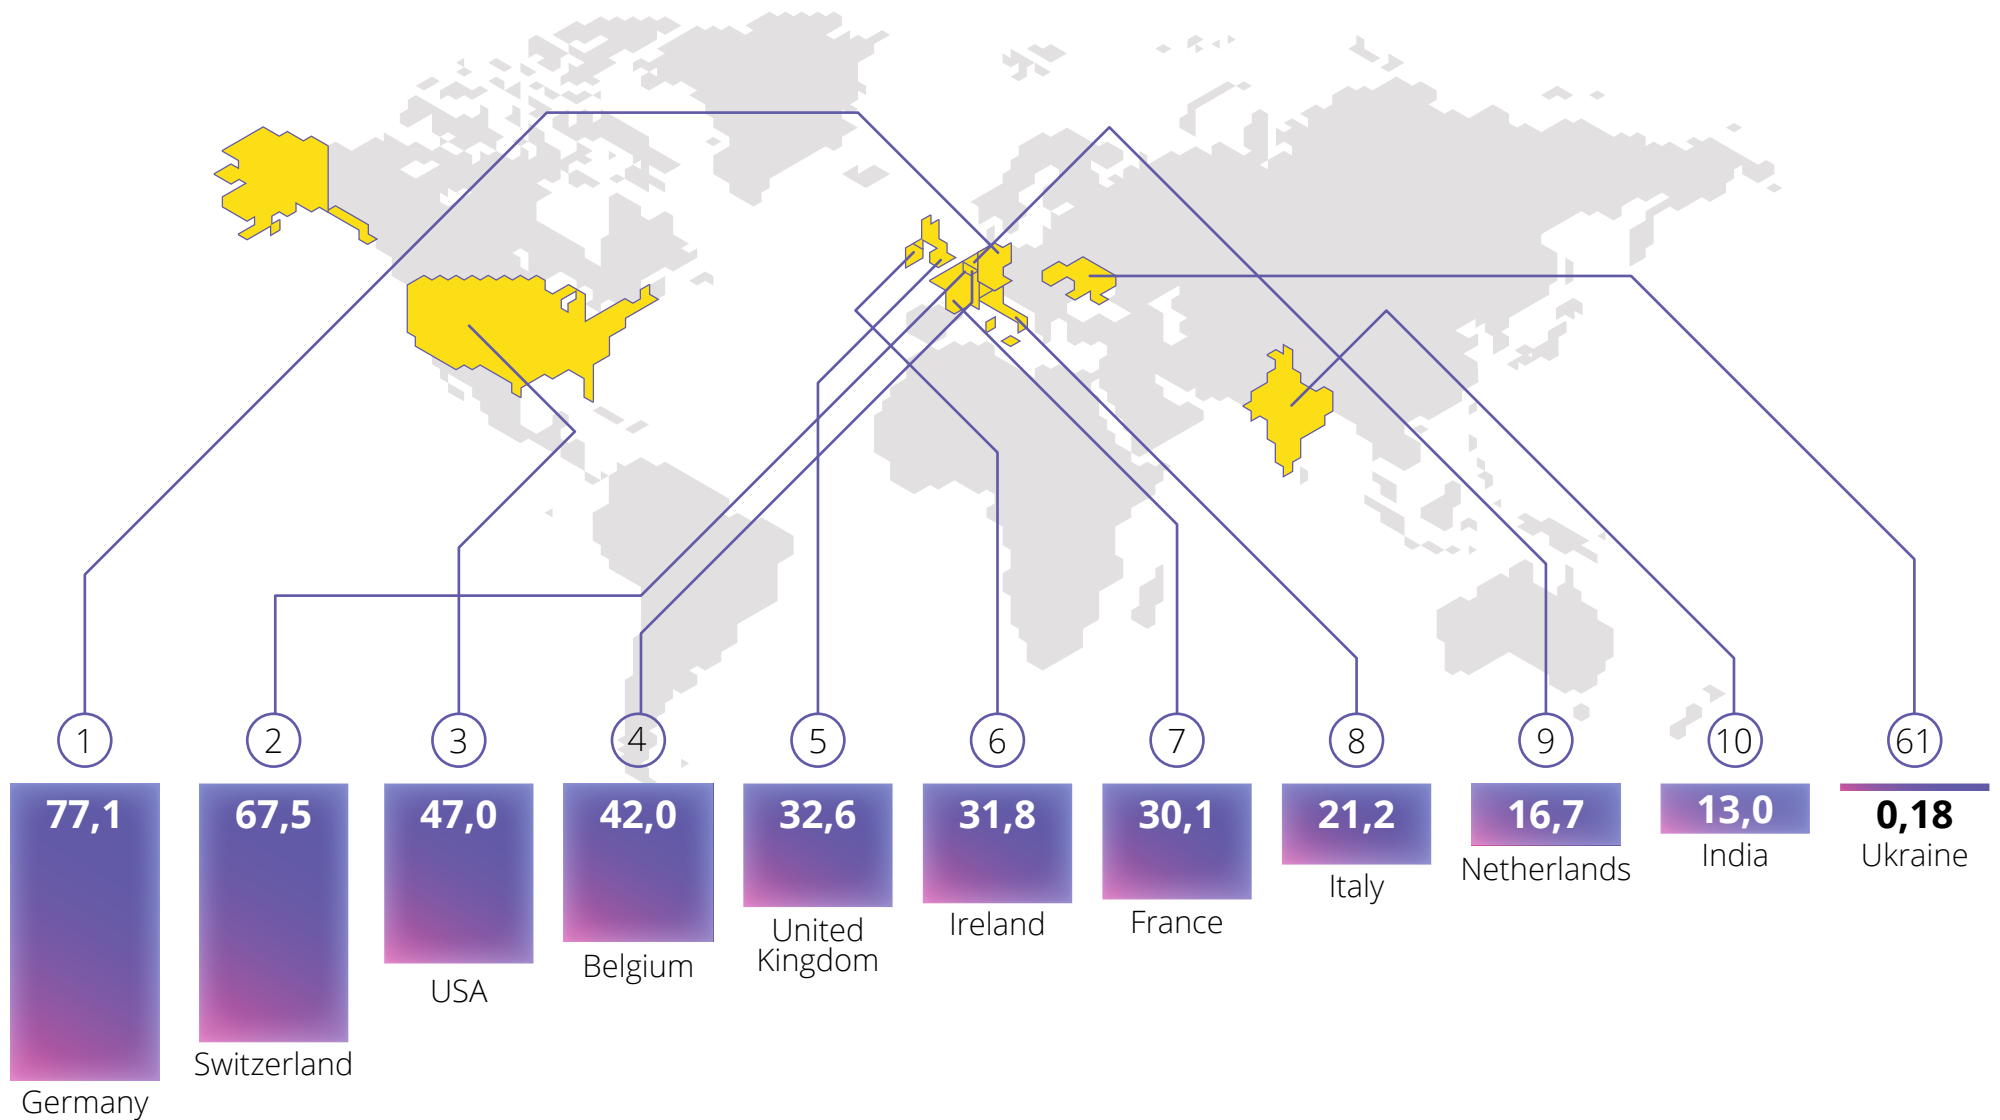 1
2
3
4
5
6
7
8
9
10
61
77,1
67,5
47,0
42,0
32,6
31,8
30,1
21,2
16,7
13,0
0,18
Germany
Switzerland
USA
Belgium
United
Kingdom
Ireland
France
Italy
Netherlands
India
Ukraine